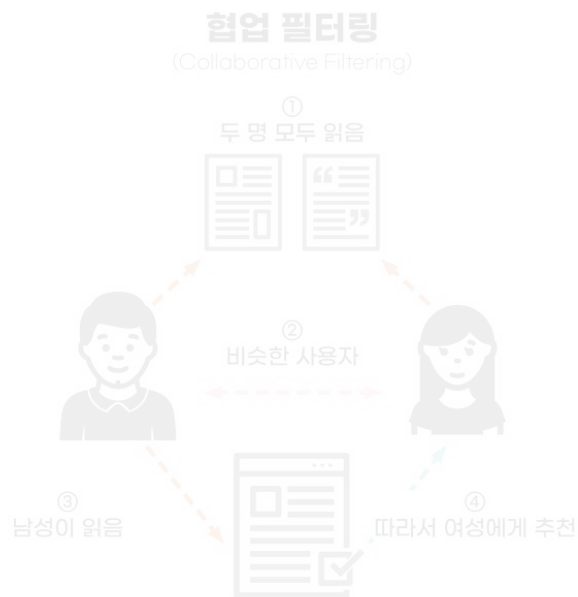 협업 필터링
(Collaborative Filtering)
①
두 명 모두 읽음
②
비슷한 사용자
③
남성이 읽음
④
따라서 여성에게 추천